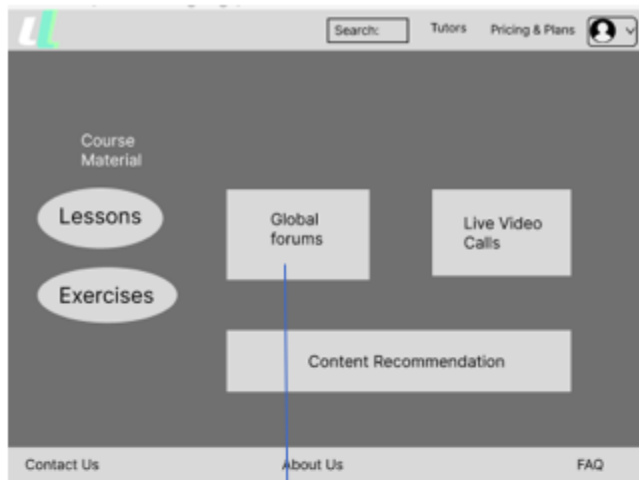 Search:
Tutors
Pricing & Plans
Course
Material
Lessons
Exercises
Global
forums
Live Video
Calls
Content Recommendation
Contact Us
About Us
FAQ